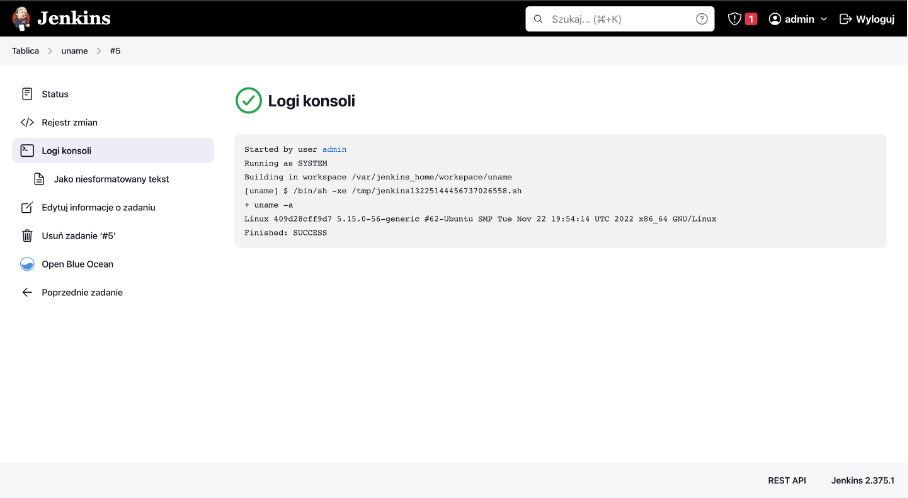 Jenkins
Szukaj... (⌘+K)
1
admin
Wyloguj
Tablica
uname
#5
Status
Rejestr zmian
Logi konsoli
Jako niesformatowany tekst
Edytuj informacje o zadaniu
Usuń zadanie ‘#5’
Open Blue Ocean
Poprzednie zadanie
Logi konsoli
Started by user admin
Running as SYSTEM
Building in workspace /var/jenkins_home/workspace/uname
[uname] $ /bin/sh -xe /tmp/jenkins13225144456737026558.sh
+ uname -a
Linux 409d28cff9d7 5.15.0-56-generic #62-Ubuntu SMP Tue Nov 22 19:54:14 UTC 2022 x86_64 GNU/Linux
Finished: SUCCESS
REST API
Jenkins 2.375.1